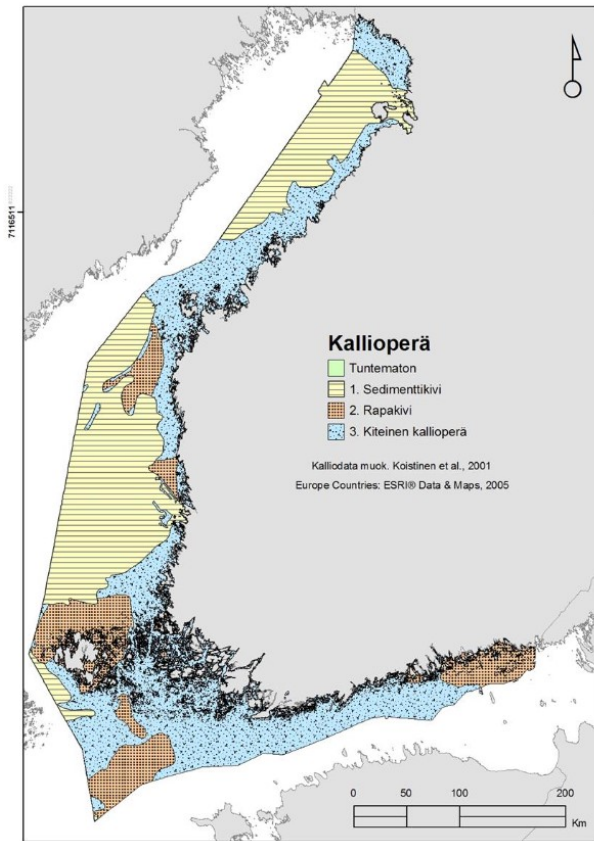 7116511
Kallioperä
Tuntematon
1. Sedimenttikivi
2. Rapakivi
3. Kiteinen kallioperä
Kalliodata muok. Koistinen et al., 2001
Europe Countries: ESRI® Data & Maps, 2005
0 50 100 200
Km